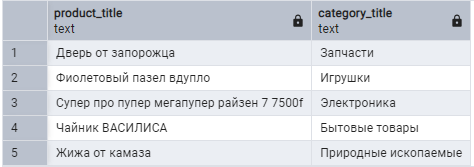 product_title category_title
text text
1 Дверь от запорожца Запчасти
2 Фиолетовый пазел вдупло Игрушки
3 Супер про пупер мегапупер райзен 7 7500f Электроника
4 Чайник ВАСИЛИСА Бытовые товары
5 Жижа от камаза Природные ископаемые